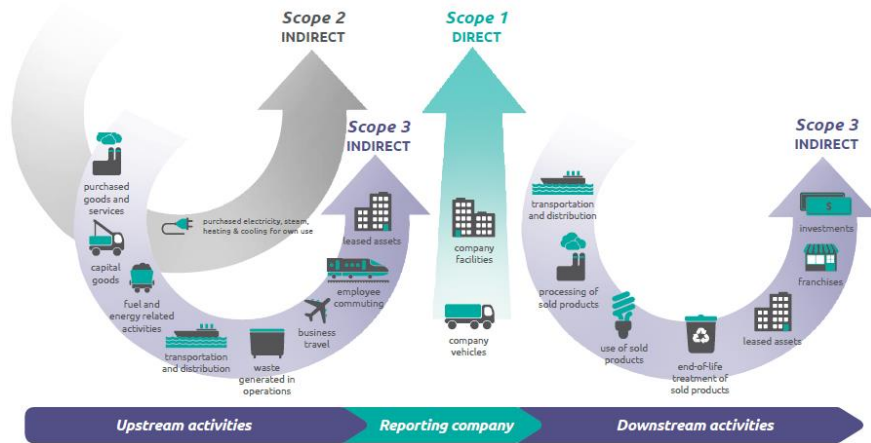 Scope 2
INDIRECT
Scope 1
DIRECT
Scope 3
INDIRECT
Scope 3
INDIRECT
purchased
goods and
services
capital
goods
fuel and
energy related
activities
transportation
and distribution
waste
generated in
operations
business
travel
employee
commuting
leased assets
purchased electricity, steam,
heating & cooling for own use
company
facilities
company
vehicles
transportation
and distribution
processing of
sold products
use of sold
products
end-of-life
treatment of
sold products
leased assets
franchises
$
investments
Upstream activities
Reporting company
Downstream activities